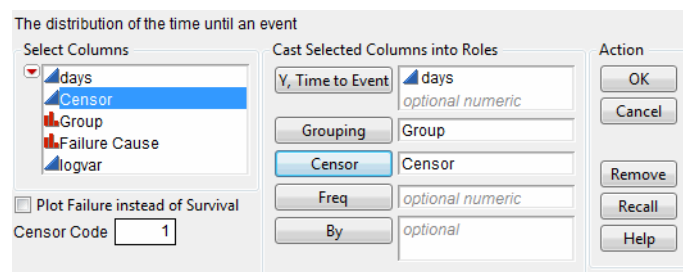 The distribution of the time until an event
Select Columns
days
Censor
Group
Failure Cause
logvar
Plot Failure instead of Survival
Censor Code 1
Cast Selected Columns into Roles
Y, Time to Event days
optional numeric
Grouping Group
Censor Censor
Freq optional numeric
By optional
Action
OK
Cancel
Remove
Recall
Help